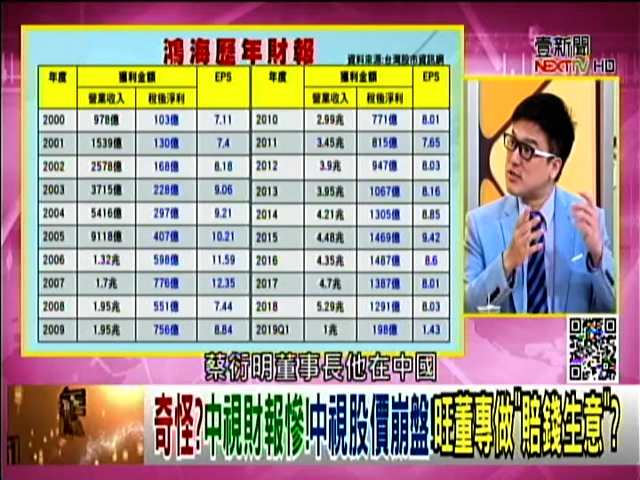 鴻海歷年財報
資料來源:台灣股市資訊網
壹新聞
NEXT TV HD
年度 獲利金額 EPS 年度 獲利金額 EPS
營業收入 稅後淨利 營業收入 稅後淨利
2000 978億 103億 7.11 2010 2.99兆 771億 8.01
2001 1539億 130億 7.4 2011 3.45兆 815億 7.65
2002 2578億 168億 8.18 2012 3.9兆 947億 8.03
2003 3715億 228億 9.06 2013 3.95兆 1067億 8.16
2004 5416億 297億 9.21 2014 4.21兆 1305億 8.85
2005 9118億 407億 10.21 2015 4.48兆 1469億 9.42
2006 1.32兆 598億 11.59 2016 4.35兆 1487億 8.6
2007 1.7兆 776億 12.35 2017 4.7兆 1387億 8.01
2008 1.95兆 551億 7.44 2018 5.29兆 1290億 8.03
2009 1.95兆 756億 8.84 2019Q1 1兆 198億 1.43
蔡衍明董事長他在中國
奇怪?中視財報慘!中視股價崩盤!旺董專做"賠錢生意"?